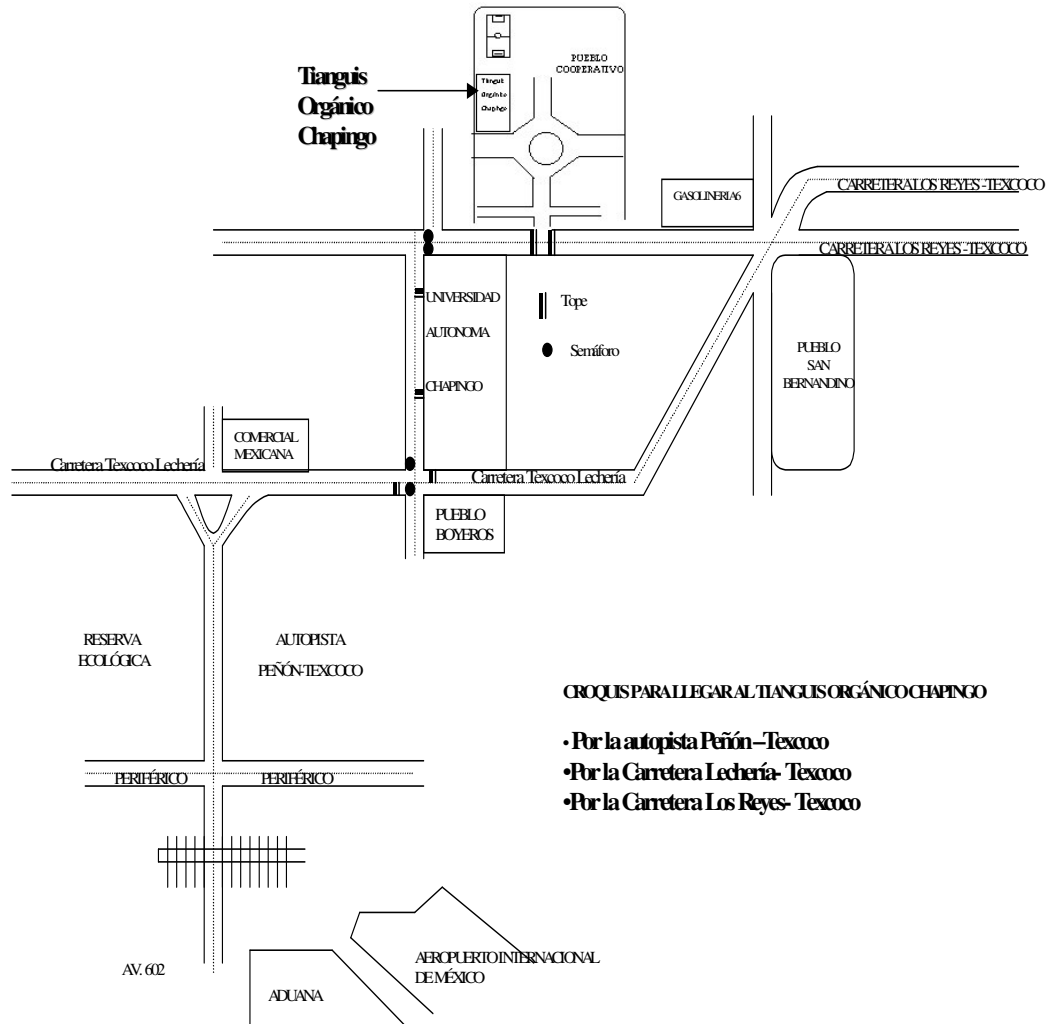 PUEBLO
COOPERATIVO
Tianguis
Orgánico
Chapingo
Tianguis
Orgánico
Chapingo
GASOLINERIA6
CARRETERA LOS REYES -TEXCOCO
CARRETERA LOS REYES -TEXCOCO
UNIVERSIDAD
AUTONOMA
CHAPINGO
Tope
Semáforo
PUEBLO
SAN
BERNANDINO
COMERCIAL
MEXICANA
Carretera Texcoco Lechería
Carretera Texcoco Lechería
PUEBLO
BOYEROS
RESERVA
ECOLÓGICA
AUTOPISTA
PEÑÓN-TEXCOCO
CROQUIS PARA LLEGAR AL TIANGUIS ORGÁNICO CHAPINGO
• Por la autopista Peñón –Texcoco
•Por la Carretera Lechería- Texcoco
•Por la Carretera Los Reyes- Texcoco
PERIFÉRICO
PERIFÉRICO
AV. 602
AEROPUERTO INTERNACIONAL
DE MÉXICO
ADUANA